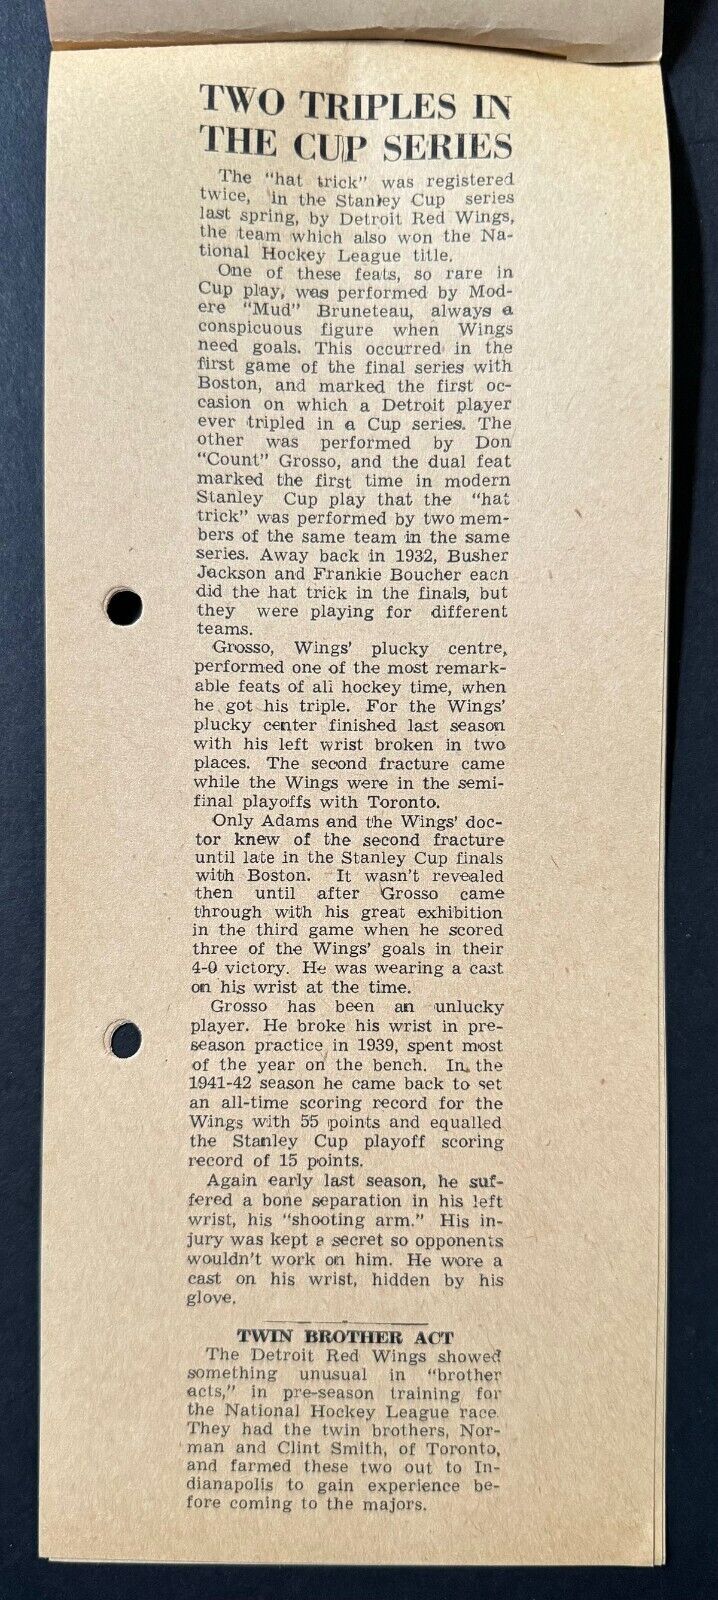 TWO TRIPLES IN
THE CUP SERIES
The "hat trick" was registered
twice, in the Stanley Cup series
last spring, by Detroit Red Wings,
the team which also won the Na-
tional Hockey League title.
One of these feats, so rare in
Cup play, was performed by Mod-
ere "Mud" Bruneteau, always a
conspicuous figure when Wings
need goals. This occurred in the
first game of the final series with
Boston, and marked the first oc-
casion on which a Detroit player
ever tripled in a Cup series. The
other was performed by Don
"Count" Grosso, and the dual feat
marked the first time in modern
Stanley Cup play that the "hat
trick" was performed by two mem-
bers of the same team in the same
series. Away back in 1932, Busher
Jackson and Frankie Boucher each
did the hat trick in the finals, but
they were playing for different
teams.
Grosso, Wings' plucky centre,
performed one of the most remark-
able feats of all hockey time, when
he got his triple. For the Wings'
plucky center finished last season
with his left wrist broken in two
places. The second fracture came
while the Wings were in the semi-
final playoffs with Toronto.
Only Adams and the Wings' doc-
tor knew of the second fracture
until late in the Stanley Cup finals
with Boston. It wasn't revealed
then until after Grosso came
through with his great exhibition
in the third game when he scored
three of the Wings' goals in their
4-0 victory. He was wearing a cast
on his wrist at the time.
Grosso has been an unlucky
player. He broke his wrist in pre-
season practice in 1939, spent most
of the year on the bench. In the
1941-42 season he came back to set
an all-time scoring record for the
Wings with 55 points and equalled
the Stanley Cup playoff scoring
record of 15 points.
Again early last season, he suf-
fered a bone separation in his left
wrist, his "shooting arm." His in-
jury was kept a secret so opponents
wouldn't work on him. He wore a
cast on his wrist, hidden by his
glove.
TWIN BROTHER ACT
The Detroit Red Wings showed
something unusual in "brother
acts," in pre-season training for
the National Hockey League race.
They had the twin brothers, Nor-
man and Clint Smith, of Toronto,
and farmed these two out to In-
dianapolis to gain experience be-
fore coming to the majors.